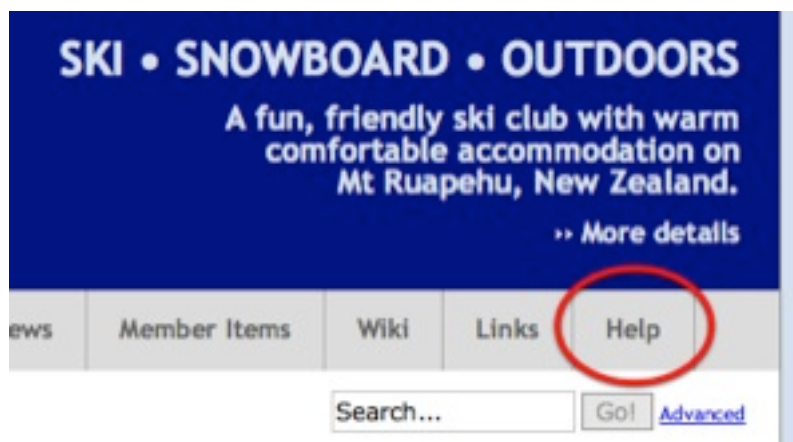 SKI • SNOWBOARD • OUTDOORS
A fun, friendly ski club with warm
comfortable accommodation on
Mt Ruapehu, New Zealand.
›› More details
ews Member Items Wiki Links Help
Search... Go! Advanced